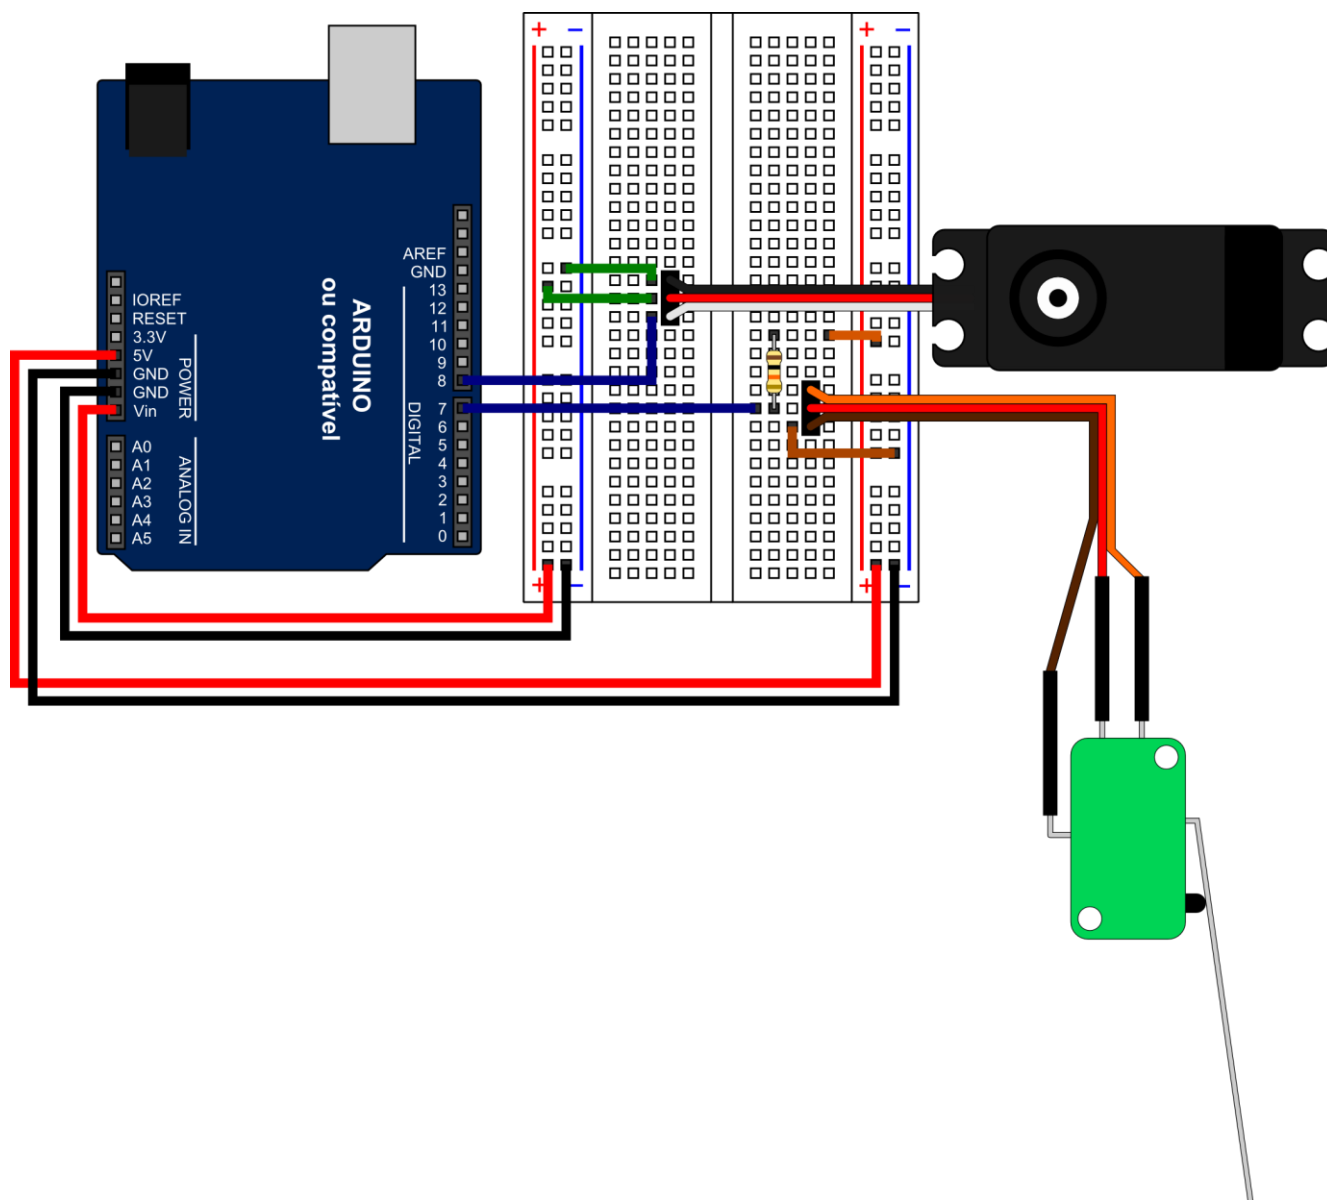 + −
+ −
AREF
GND
13
12
11
10
9
8
7
6
5
4
3
2
1
0
DIGITAL
ARDUINO
ou compatível
IOREF
RESET
3.3V
5V
GND
GND
Vin
POWER
A0
A1
A2
A3
A4
A5
ANALOG IN
+ −
+ −